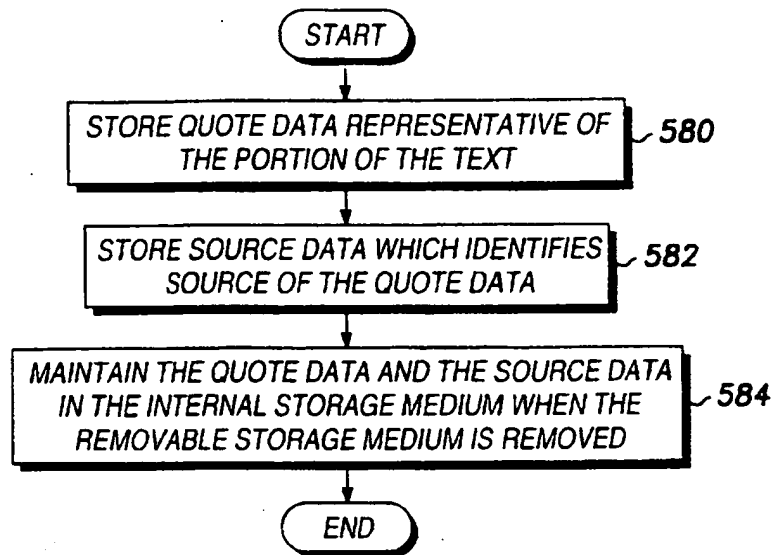 START
STORE QUOTE DATA REPRESENTATIVE OF
THE PORTION OF THE TEXT
580
STORE SOURCE DATA WHICH IDENTIFIES
SOURCE OF THE QUOTE DATA
582
MAINTAIN THE QUOTE DATA AND THE SOURCE DATA
IN THE INTERNAL STORAGE MEDIUM WHEN THE
REMOVABLE STORAGE MEDIUM IS REMOVED
584
END